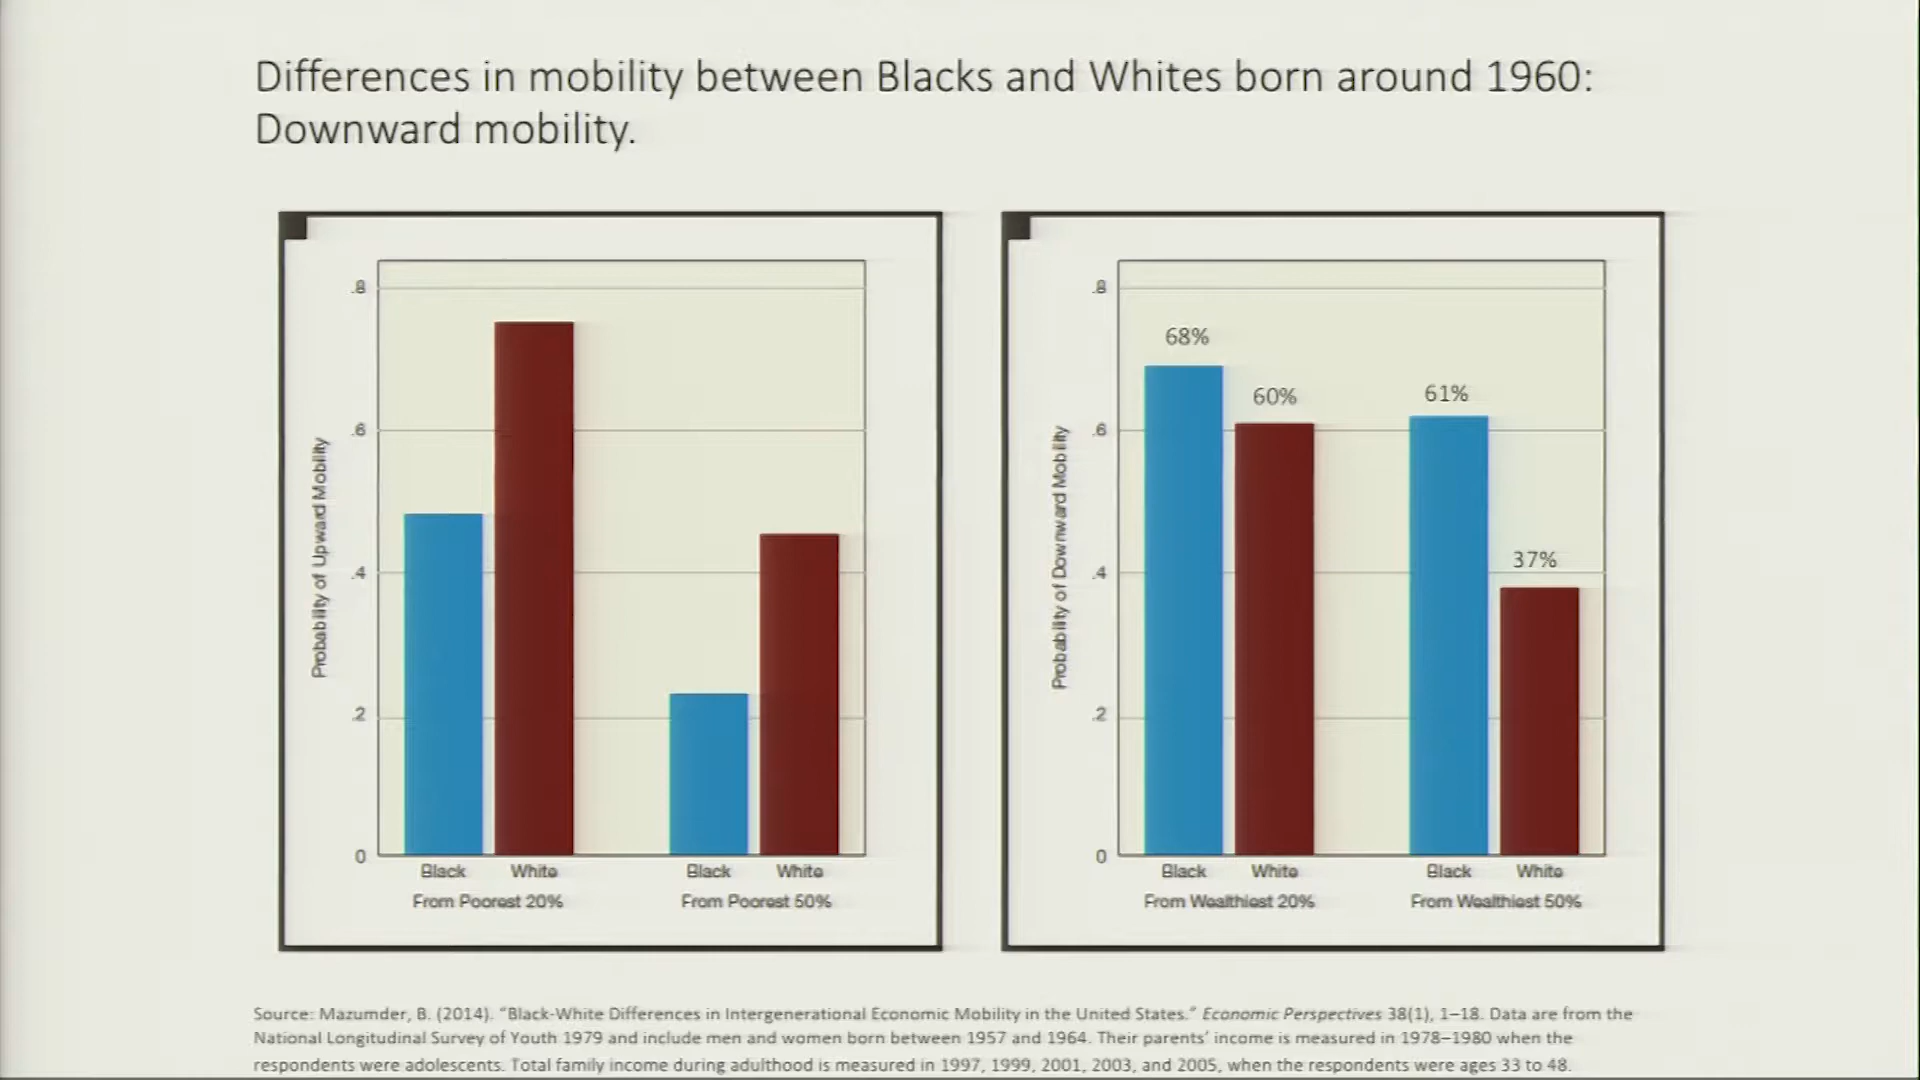 Differences in mobility between Blacks and Whites born around 1960:
Downward mobility.
Probability of Upward Mobility
.8
.6
.4
.2
0
Black White Black White
From Poorest 20% From Poorest 50%
Probability of Downward Mobility
.8
.6
.4
.2
0
68%
60%
61%
37%
Black White Black White
From Wealthiest 20% From Wealthiest 50%
Source: Mazumder, B. (2014). “Black-White Differences in Intergenerational Economic Mobility in the United States.” Economic Perspectives 38(1), 1–18. Data are from the
National Longitudinal Survey of Youth 1979 and include men and women born between 1957 and 1964. Their parents’ income is measured in 1978–1980 when the
respondents were adolescents. Total family income during adulthood is measured in 1997, 1999, 2001, 2003, and 2005, when the respondents were ages 33 to 48.